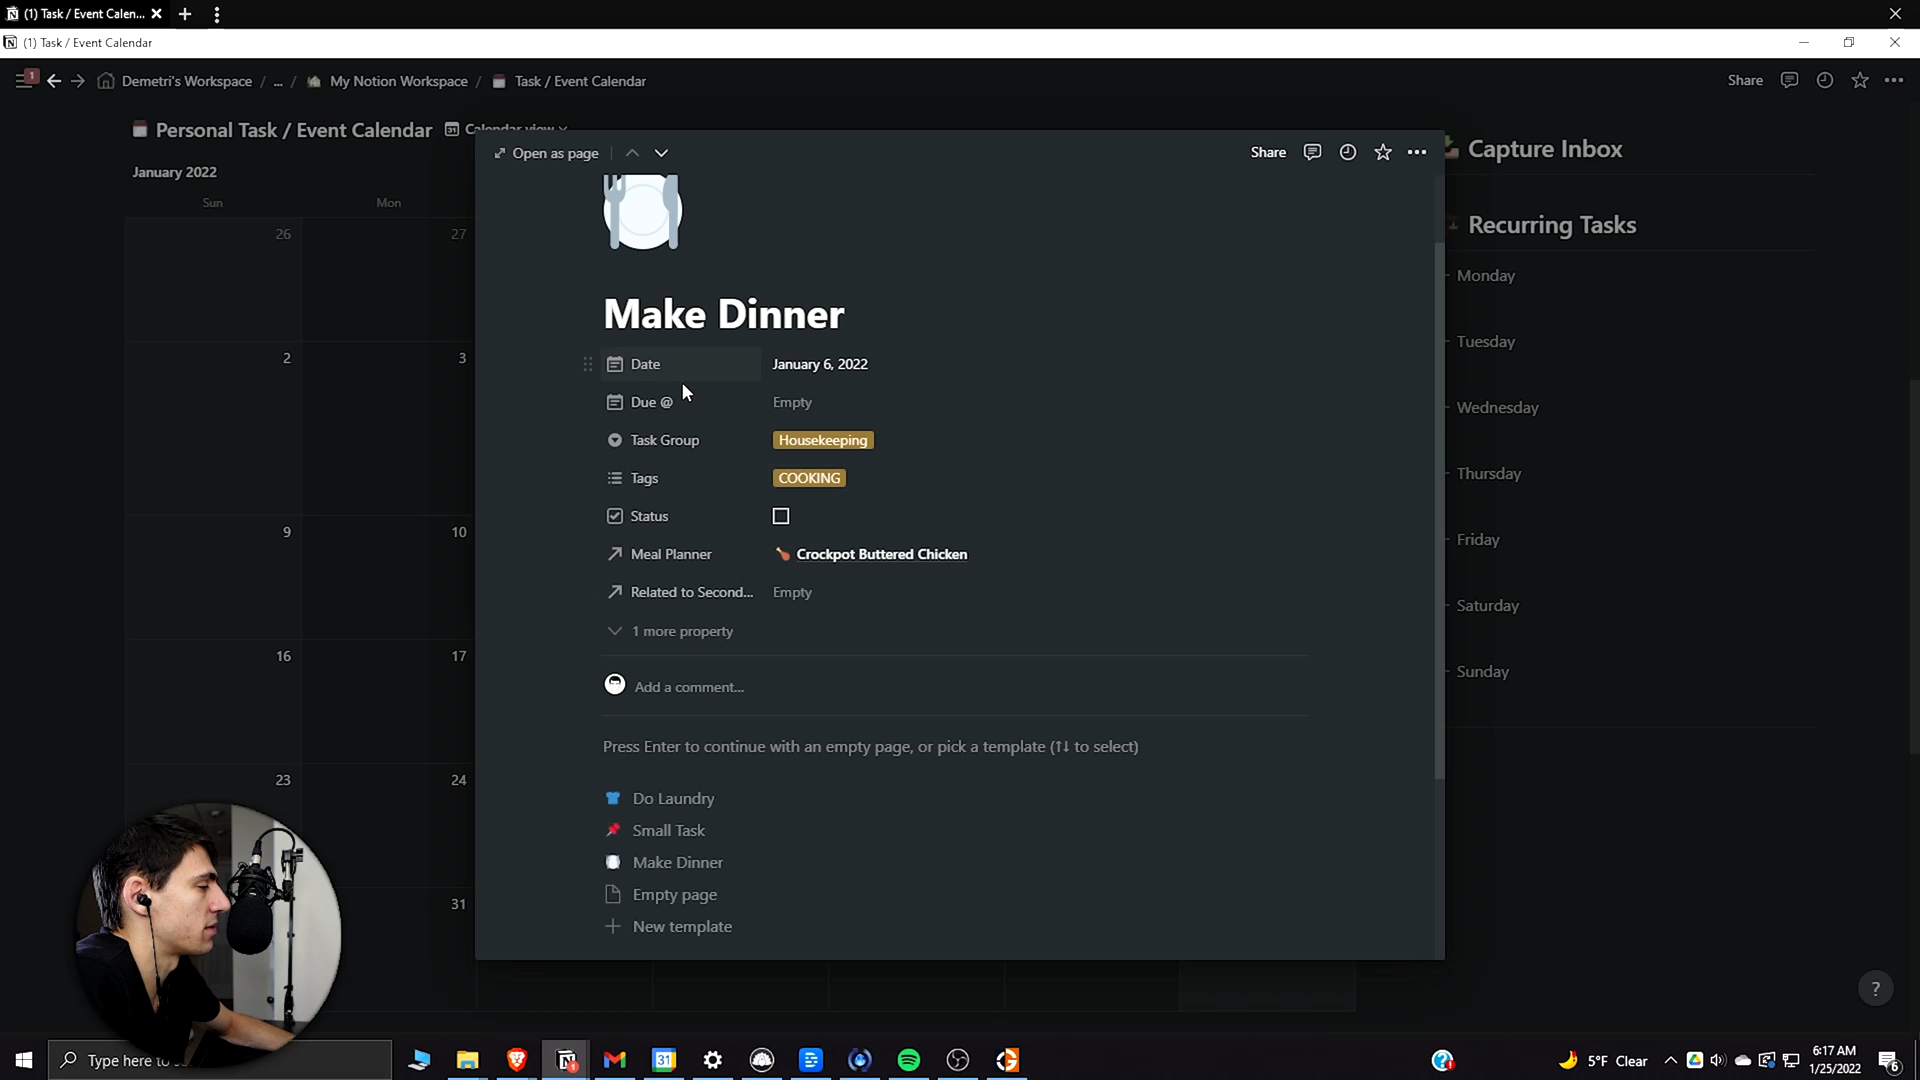 (1) Task / Event Calen...
(1) Task / Event Calendar
1
Demetri's Workspace / ... / My Notion Workspace / Task / Event Calendar
Share
Personal Task / Event Calendar
January 2022
Sun Mon
26 27
2 3
9 10
16 17
23 24
31
Open as page
Share
Make Dinner
Date January 6, 2022
Due @ Empty
Task Group Housekeeping
Tags COOKING
Status
Meal Planner Crockpot Buttered Chicken
Related to Second... Empty
1 more property
Add a comment...
Press Enter to continue with an empty page, or pick a template (↑↓ to select)
Do Laundry
Small Task
Make Dinner
Empty page
New template
Capture Inbox
Recurring Tasks
Monday
Tuesday
Wednesday
Thursday
Friday
Saturday
Sunday
?
Type here to
31
5°F Clear
6:17 AM
1/25/2022
6